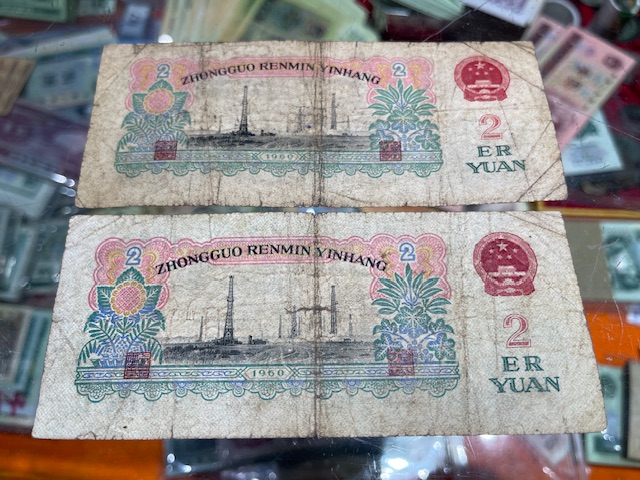 2 2
ZHONGGUO RENMIN YINHANG
2
ER
YUAN
1960
2 2
ZHONGGUO RENMIN YINHANG
2
ER
YUAN
1960